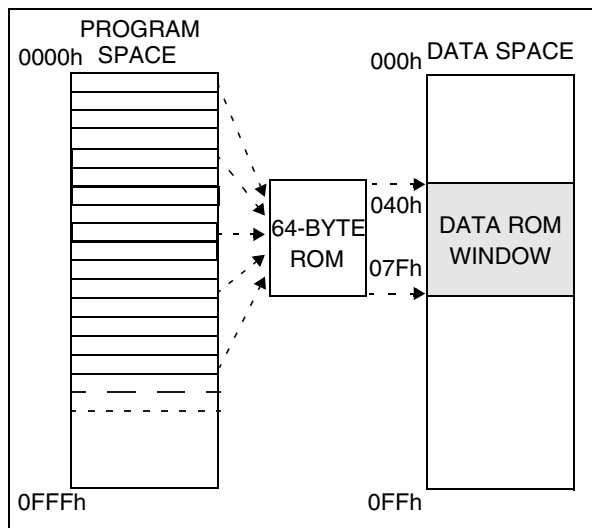 PROGRAM
SPACE
0000h
000h
DATA SPACE
64-BYTE
ROM
040h
07Fh
DATA ROM
WINDOW
0FFFh
0FFh